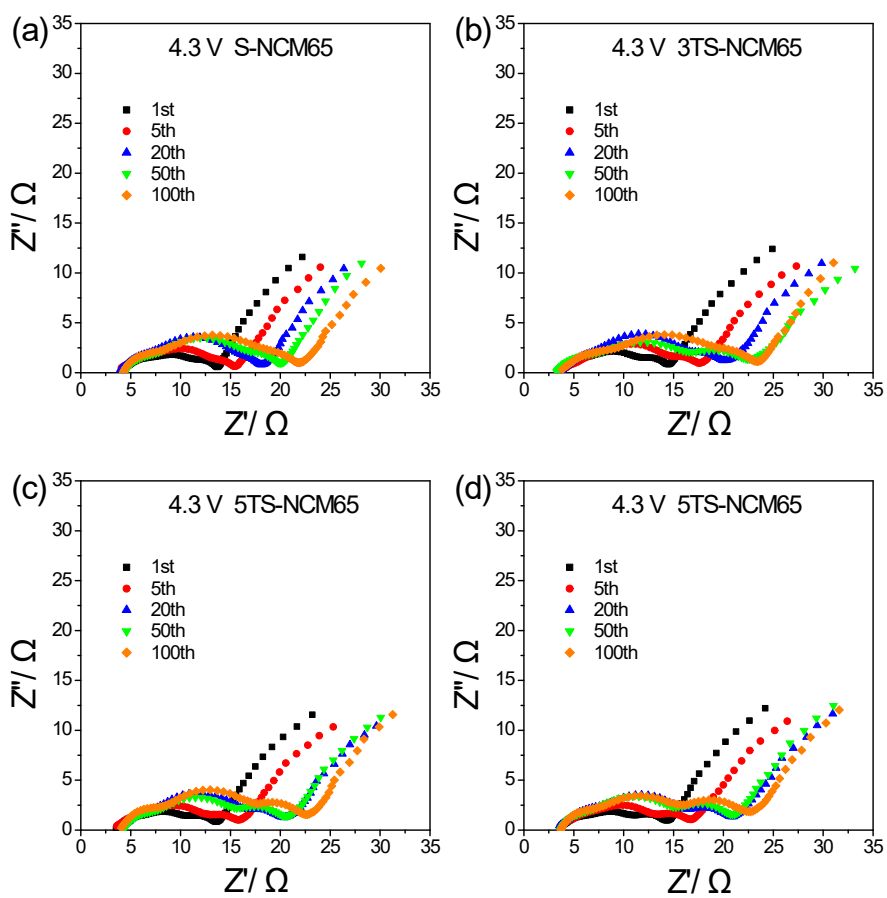 (a)
4.3 V S-NCM65
1st
5th
20th
50th
100th
Z''/ Ω
35
30
25
20
15
10
5
0
0 5 10 15 20 25 30 35
Z'/ Ω
(b)
4.3 V 3TS-NCM65
1st
5th
20th
50th
100th
Z''/ Ω
35
30
25
20
15
10
5
0
0 5 10 15 20 25 30 35
Z'/ Ω
(c)
4.3 V 5TS-NCM65
1st
5th
20th
50th
100th
Z''/ Ω
35
30
25
20
15
10
5
0
0 5 10 15 20 25 30 35
Z'/ Ω
(d)
4.3 V 5TS-NCM65
1st
5th
20th
50th
100th
Z''/ Ω
35
30
25
20
15
10
5
0
0 5 10 15 20 25 30 35
Z'/ Ω